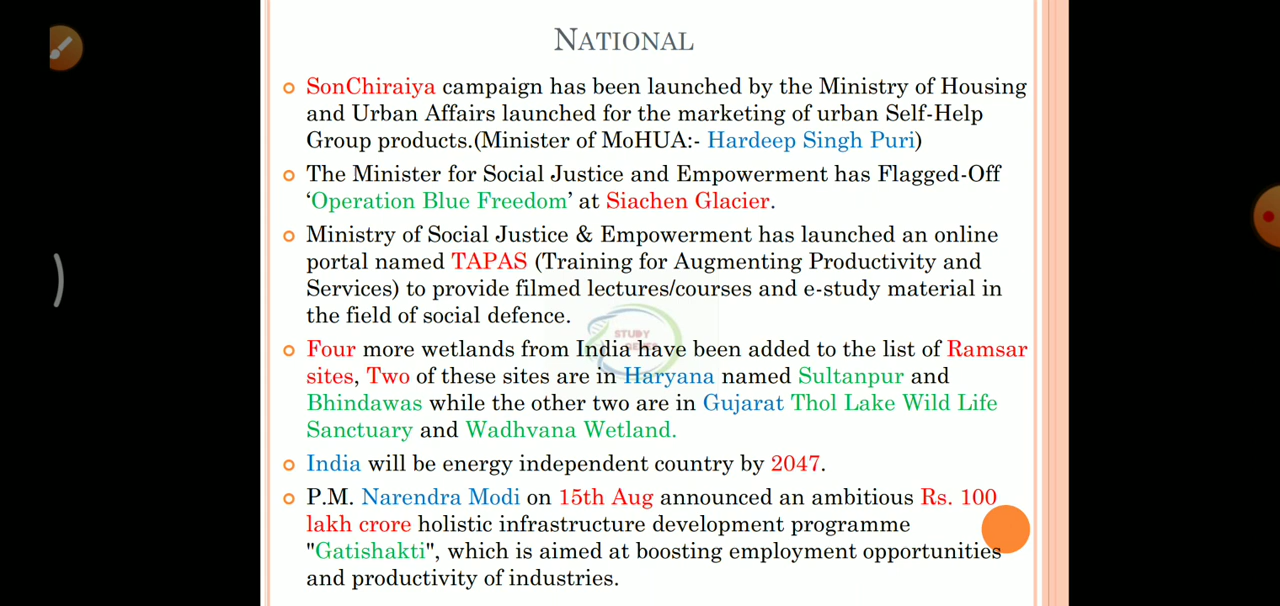 NATIONAL
SonChiraiya campaign has been launched by the Ministry of Housing
and Urban Affairs launched for the marketing of urban Self-Help
Group products.(Minister of MoHUA:- Hardeep Singh Puri)
The Minister for Social Justice and Empowerment has Flagged-Off
‘Operation Blue Freedom’ at Siachen Glacier.
Ministry of Social Justice & Empowerment has launched an online
portal named TAPAS (Training for Augmenting Productivity and
Services) to provide filmed lectures/courses and e-study material in
the field of social defence.
STUDY
Four more wetlands from India have been added to the list of Ramsar
sites, Two of these sites are in Haryana named Sultanpur and
Bhindawas while the other two are in Gujarat Thol Lake Wild Life
Sanctuary and Wadhvana Wetland.
India will be energy independent country by 2047.
P.M. Narendra Modi on 15th Aug announced an ambitious Rs. 100
lakh crore holistic infrastructure development programme
"Gatishakti", which is aimed at boosting employment opportunities
and productivity of industries.